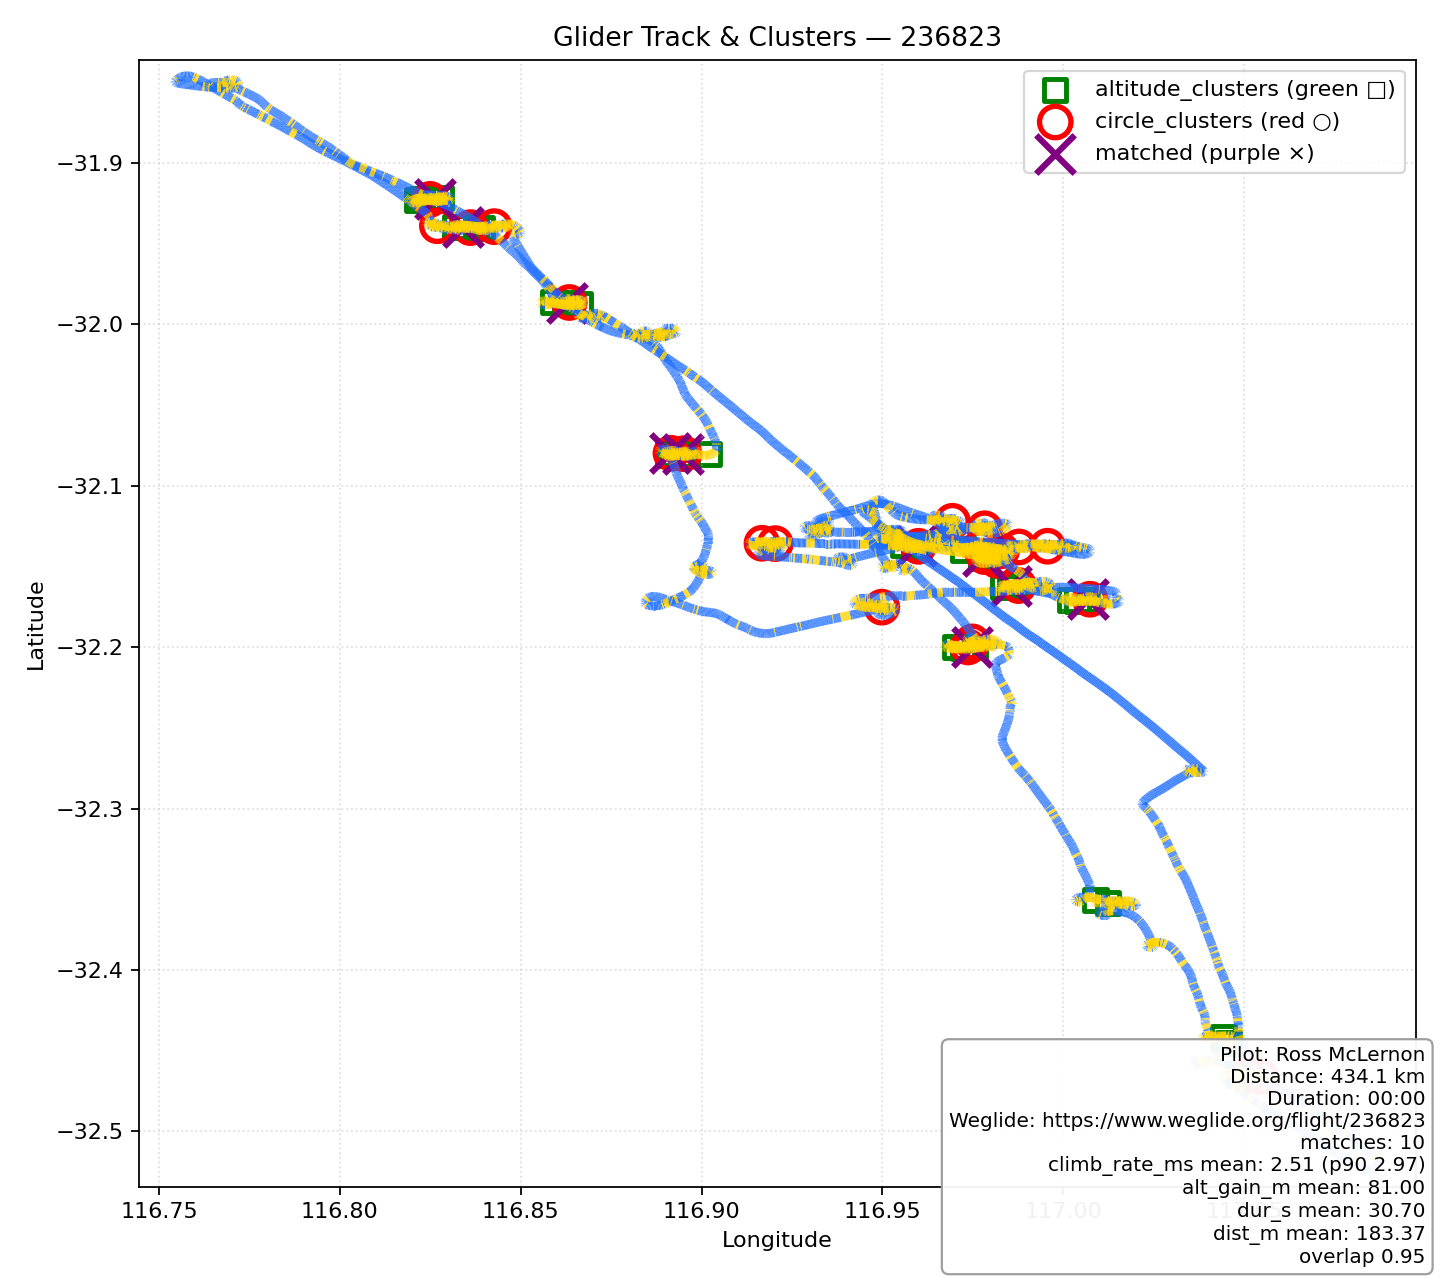 Glider Track & Clusters — 236823
altitude_clusters (green □)
circle_clusters (red ○)
matched (purple ×)
Latitude
−31.9
−32.0
−32.1
−32.2
−32.3
−32.4
−32.5
Pilot: Ross McLernon
Distance: 434.1 km
Duration: 00:00
Weglide: https://www.weglide.org/flight/236823
matches: 10
climb_rate_ms mean: 2.51 (p90 2.97)
alt_gain_m mean: 81.00
dur_s mean: 30.70
dist_m mean: 183.37
overlap 0.95
116.75 116.80 116.85 116.90 116.95 117.00
Longitude